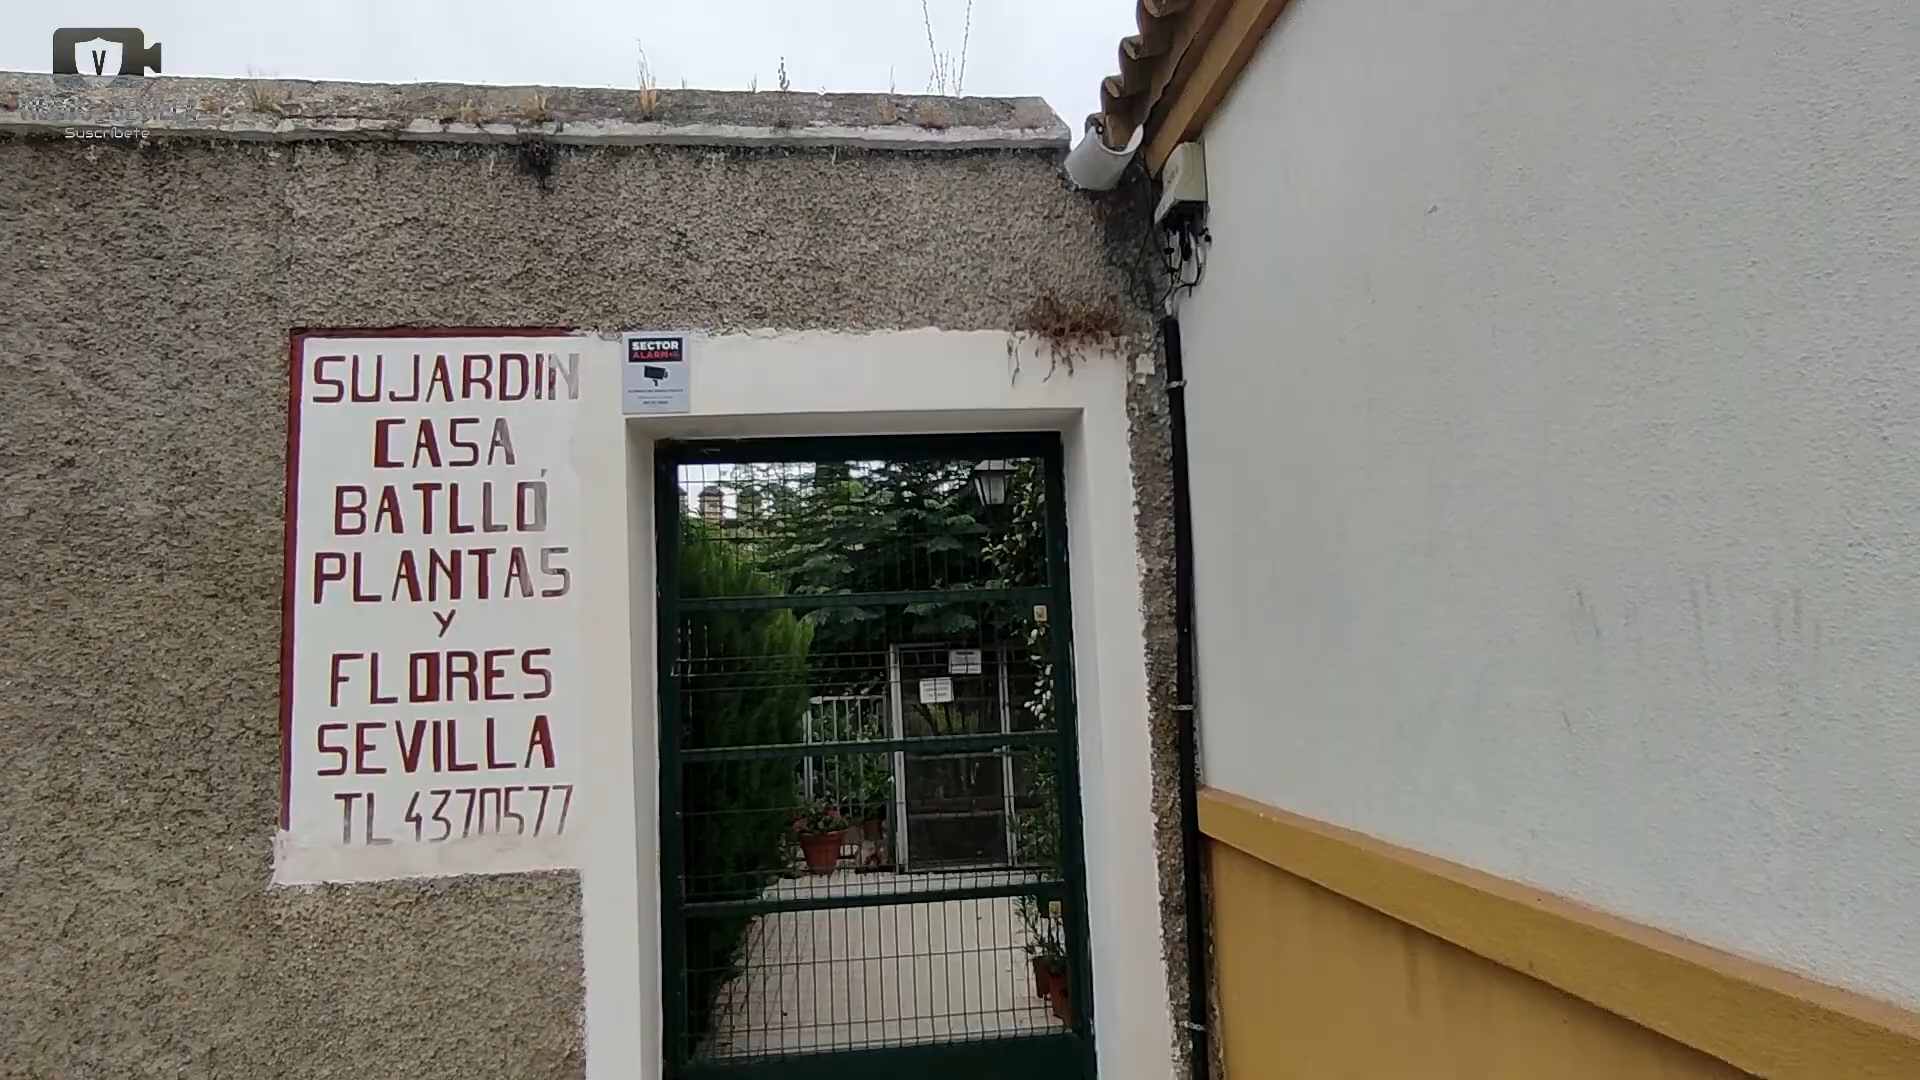 V
Suscríbete
SECTOR
ALARM
SUJARDIN
CASA
BATLLÓ
PLANTAS
Y
FLORES
SEVILLA
TL 4370577